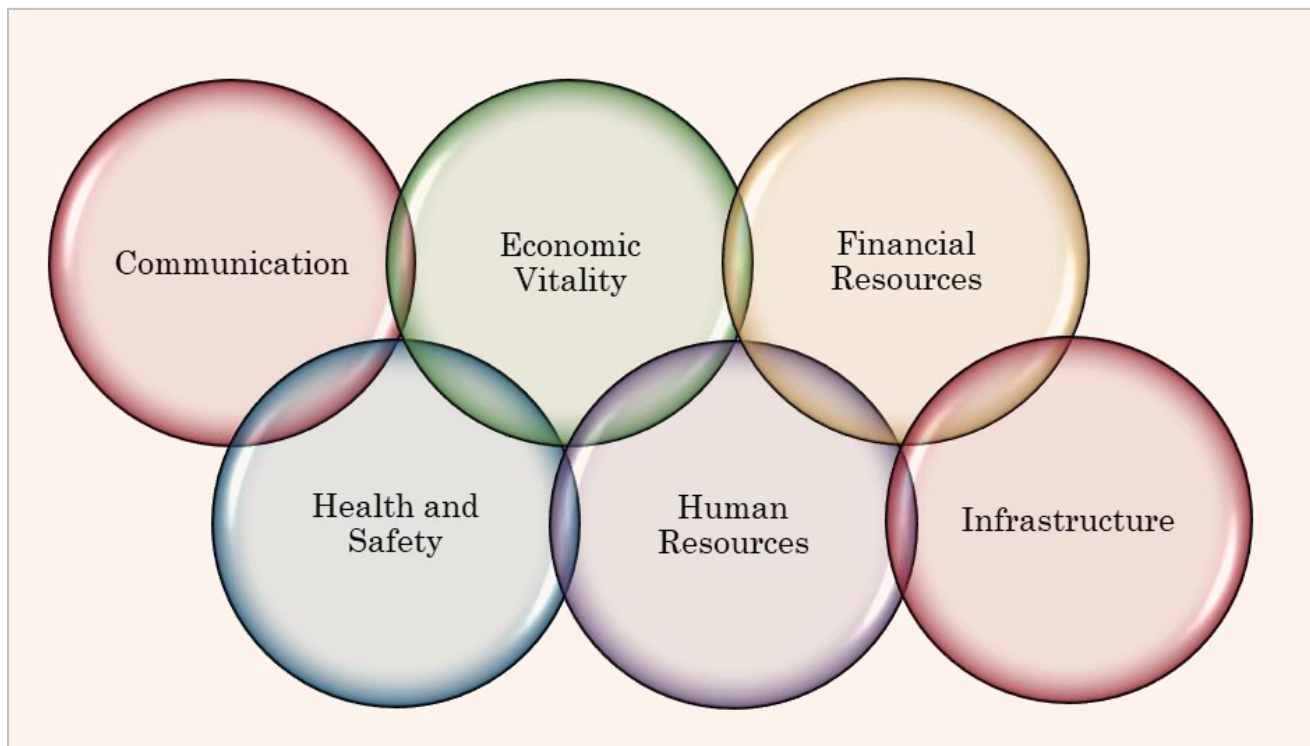 Communication
Economic
Vitality
Financial
Resources
Health and
Safety
Human
Resources
Infrastructure